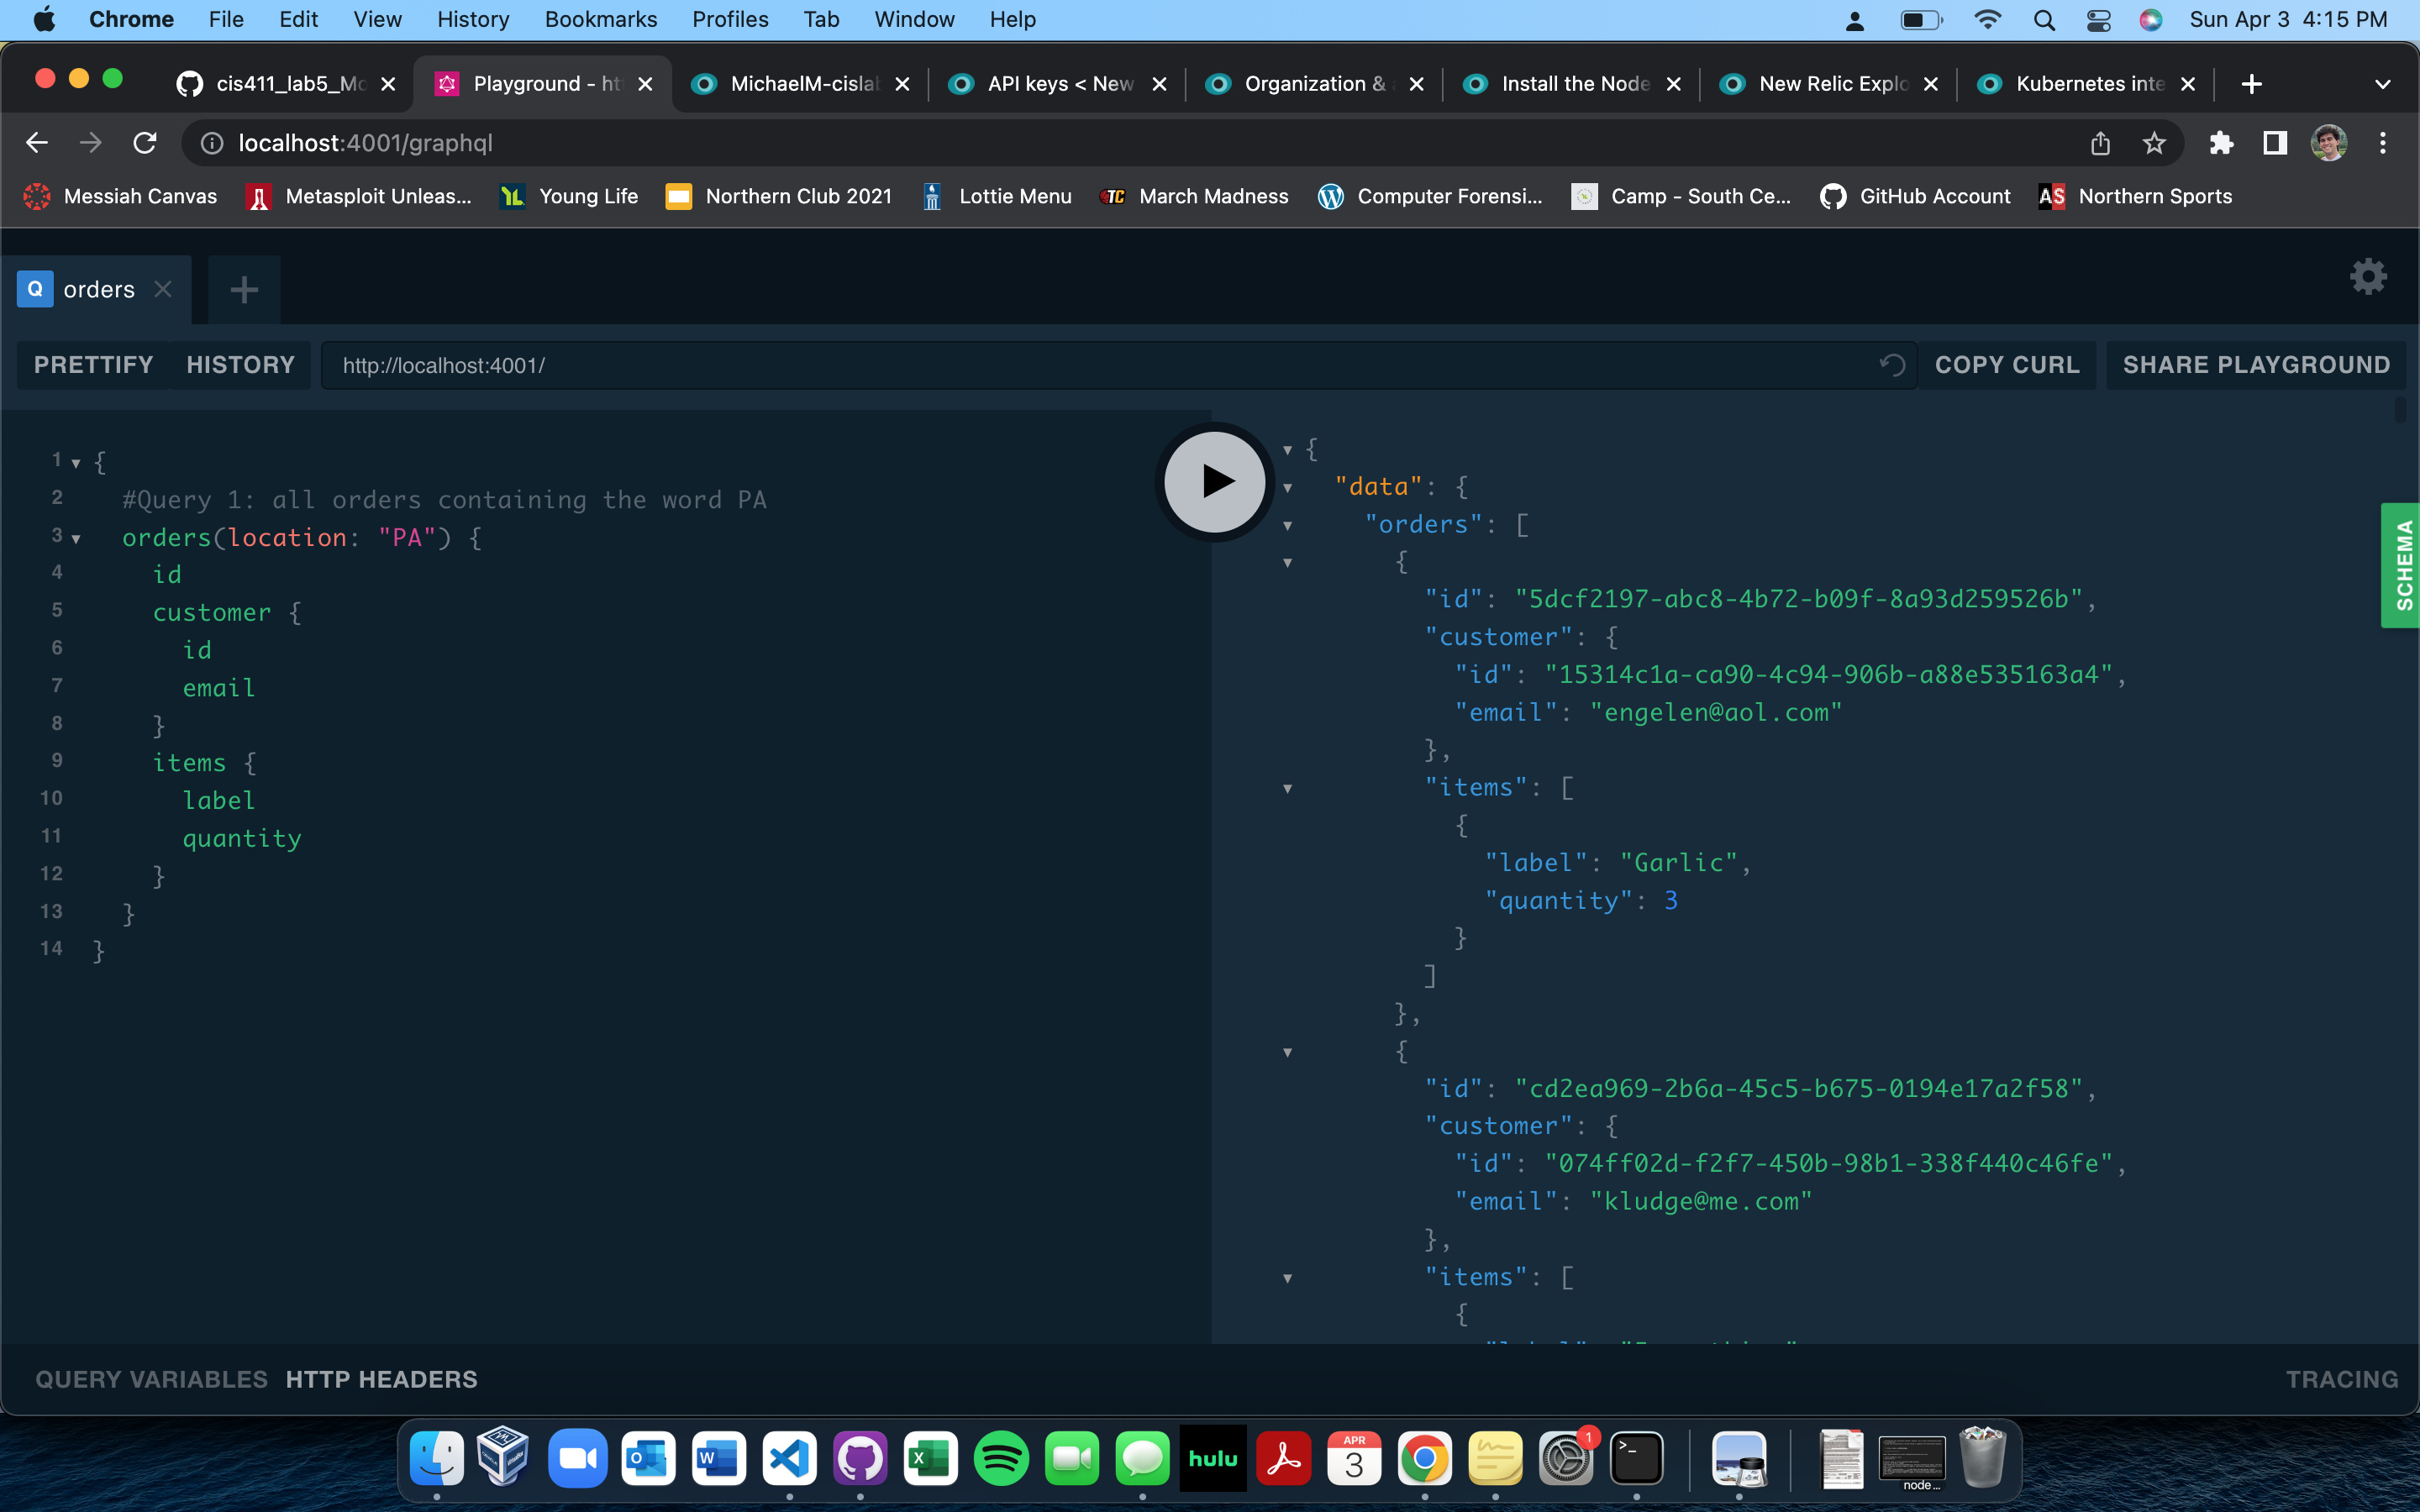 Chrome File Edit View History Bookmarks Profiles Tab Window Help Sun Apr 3 4:15 PM
cis411_lab5_Mo Playground - ht MichaelM-cislab API keys < New Organization & Install the Node New Relic Explo Kubernetes inte
localhost:4001/graphql
Messiah Canvas Metasploit Unleas... Young Life Northern Club 2021 Lottie Menu TC March Madness Computer Forensi... Camp - South Ce... GitHub Account AS Northern Sports
Q orders
PRETTIFY HISTORY http://localhost:4001/ COPY CURL SHARE PLAYGROUND
1 {
2 #Query 1: all orders containing the word PA
3 orders(location: "PA") {
4 id
5 customer {
6 id
7 email
8 }
9 items {
10 label
11 quantity
12 }
13 }
14 }
{
"data": {
"orders": [
{
"id": "5dcf2197-abc8-4b72-b09f-8a93d259526b",
"customer": {
"id": "15314c1a-ca90-4c94-906b-a88e535163a4",
"email": "engelen@aol.com"
},
"items": [
{
"label": "Garlic",
"quantity": 3
}
]
},
{
"id": "cd2ea969-2b6a-45c5-b675-0194e17a2f58",
"customer": {
"id": "074ff02d-f2f7-450b-98b1-338f440c46fe",
"email": "kludge@me.com"
},
"items": [
{
SCHEMA
QUERY VARIABLES HTTP HEADERS TRACING
hulu APR 3 1 node...